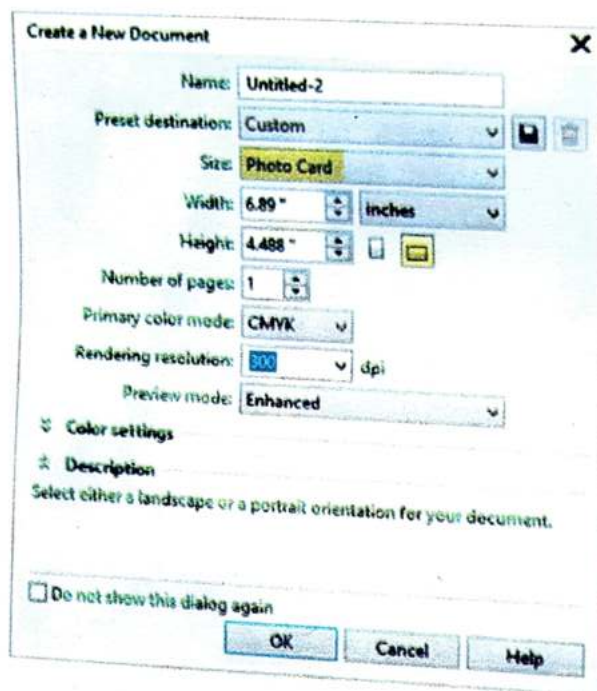 Create a New Document
Name: Untitled-2
Preset destination: Custom
Size: Photo Card
Width: 6.89 " inches
Height: 4.488 "
Number of pages: 1
Primary color mode: CMYK
Rendering resolution: 300 dpi
Preview mode: Enhanced
Color settings
Description
Select either a landscape or a portrait orientation for your document.
Do not show this dialog again
OK Cancel Help